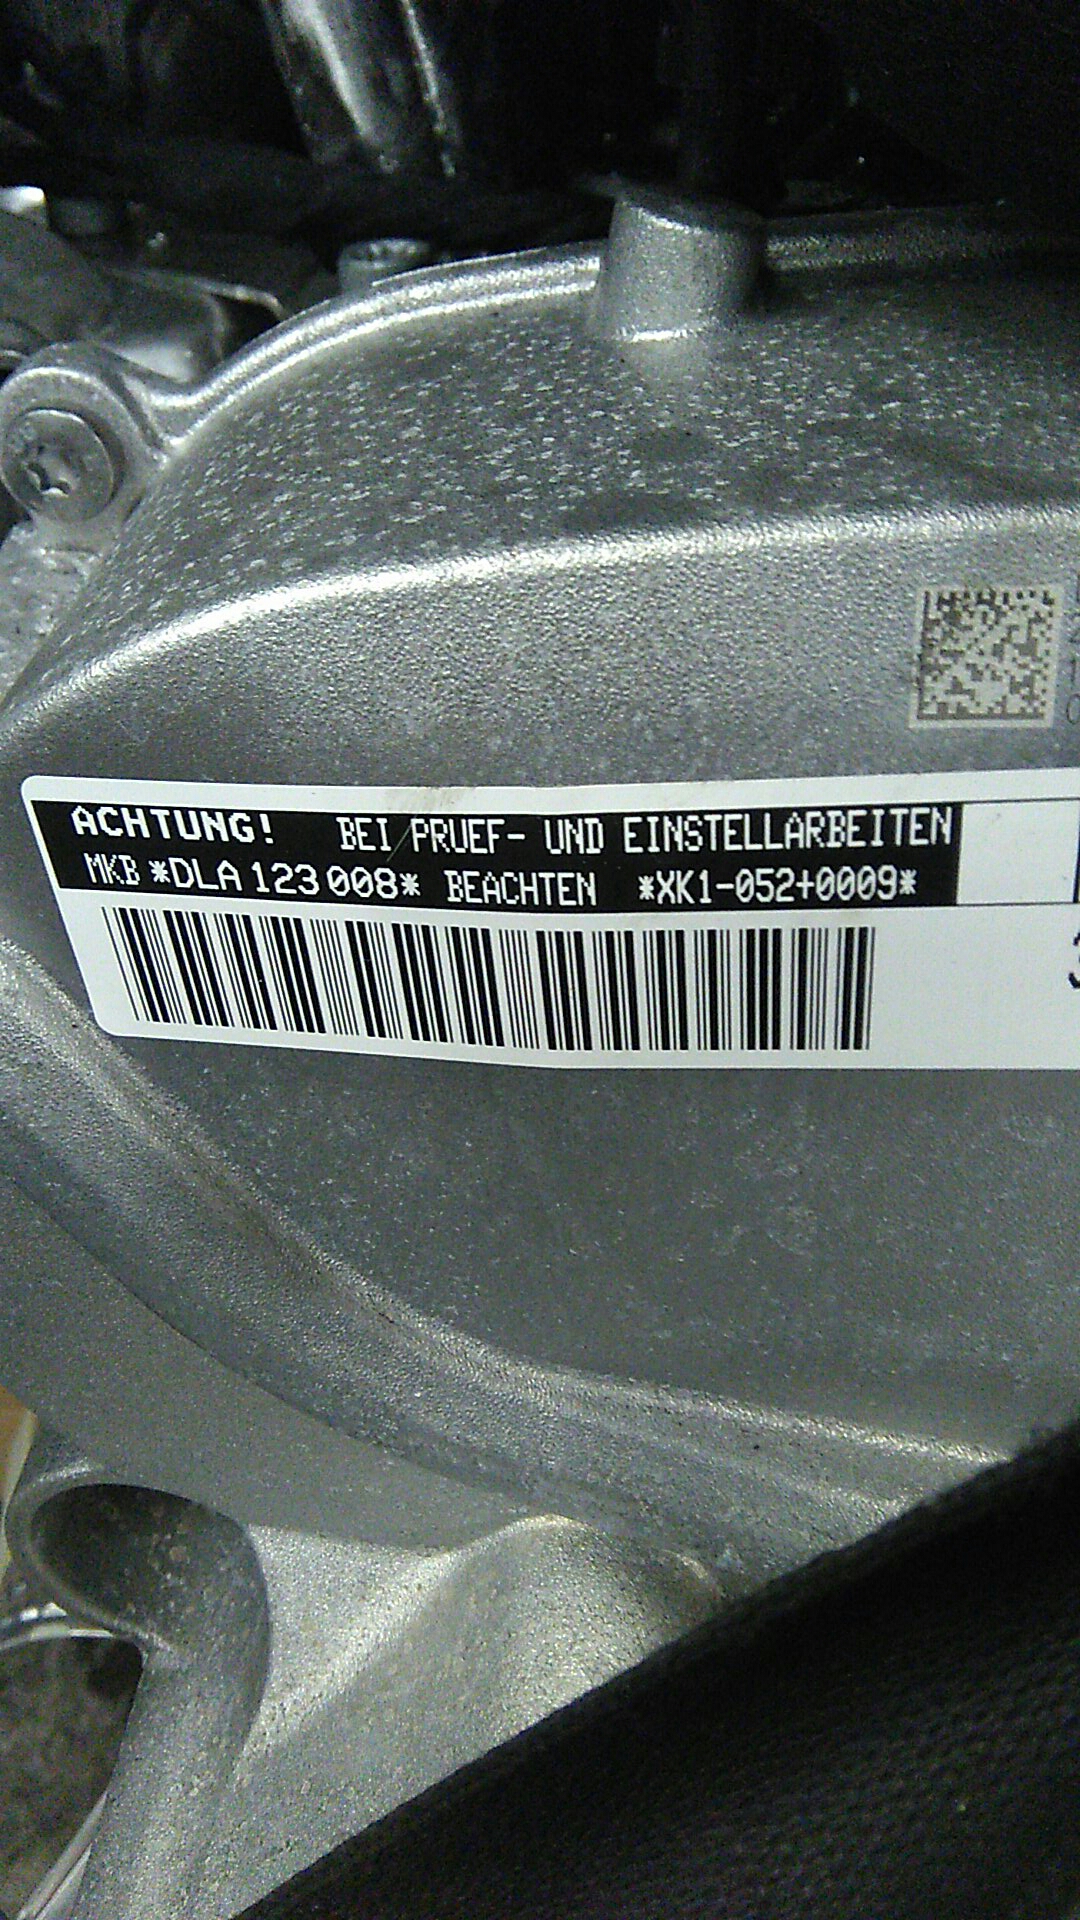 ACHTUNG! BEI PRUEF- UND EINSTELLARBEITEN
MKB *DLA 123 008* BEACHTEN *XK1-052+0009*